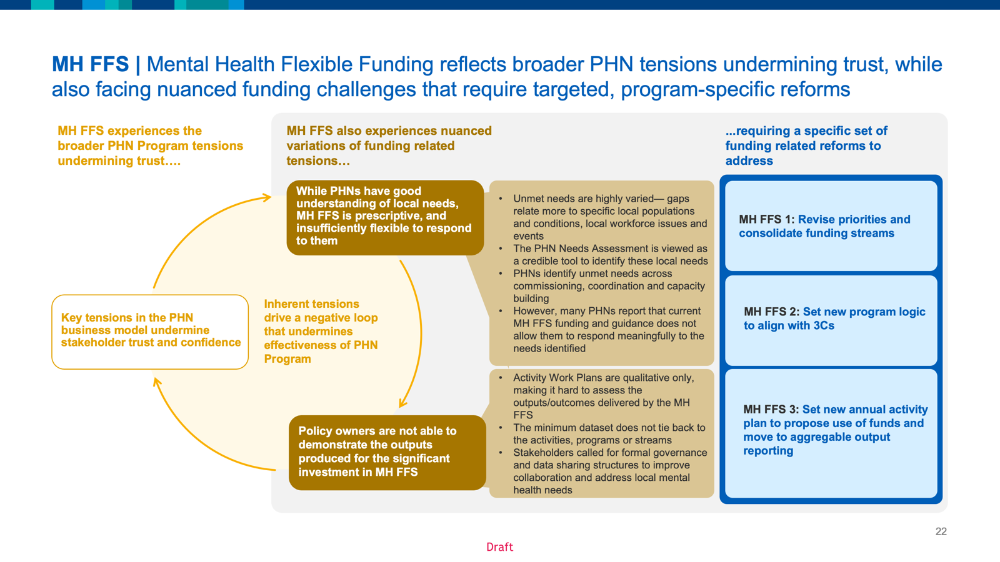 MH FFS | Mental Health Flexible Funding reflects broader PHN tensions undermining trust, while
also facing nuanced funding challenges that require targeted, program-specific reforms
MH FFS experiences the
broader PHN Program tensions
undermining trust….
MH FFS also experiences nuanced
variations of funding related
tensions…
...requiring a specific set of
funding related reforms to
address
While PHNs have good
understanding of local needs,
MH FFS is prescriptive, and
insufficiently flexible to respond
to them
• Unmet needs are highly varied— gaps
relate more to specific local populations
and conditions, local workforce issues and
events
• The PHN Needs Assessment is viewed as
a credible tool to identify these local needs
• PHNs identify unmet needs across
commissioning, coordination and capacity
building
• However, many PHNs report that current
MH FFS funding and guidance does not
allow them to respond meaningfully to the
needs identified
MH FFS 1: Revise priorities and
consolidate funding streams
MH FFS 2: Set new program logic
to align with 3Cs
Key tensions in the PHN
business model undermine
stakeholder trust and confidence
Inherent tensions
drive a negative loop
that undermines
effectiveness of PHN
Program
Policy owners are not able to
demonstrate the outputs
produced for the significant
investment in MH FFS
• Activity Work Plans are qualitative only,
making it hard to assess the
outputs/outcomes delivered by the MH
FFS
• The minimum dataset does not tie back to
the activities, programs or streams
• Stakeholders called for formal governance
and data sharing structures to improve
collaboration and address local mental
health needs
MH FFS 3: Set new annual activity
plan to propose use of funds and
move to aggregable output
reporting
22
Draft